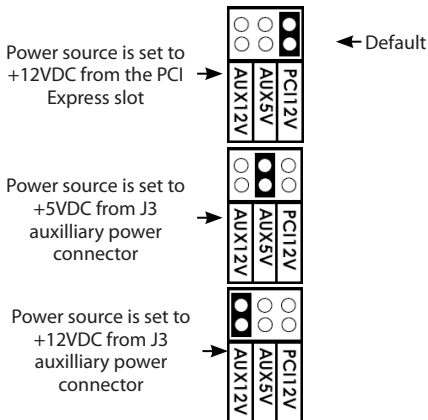 Power source is set to
+12VDC from the PCI
Express slot
Default
AUX12V
AUX5V
PCI12V
Power source is set to
+5VDC from J3
auxilliary power
connector
AUX12V
AUX5V
PCI12V
Power source is set to
+12VDC from J3
auxilliary power
connector
AUX12V
AUX5V
PCI12V